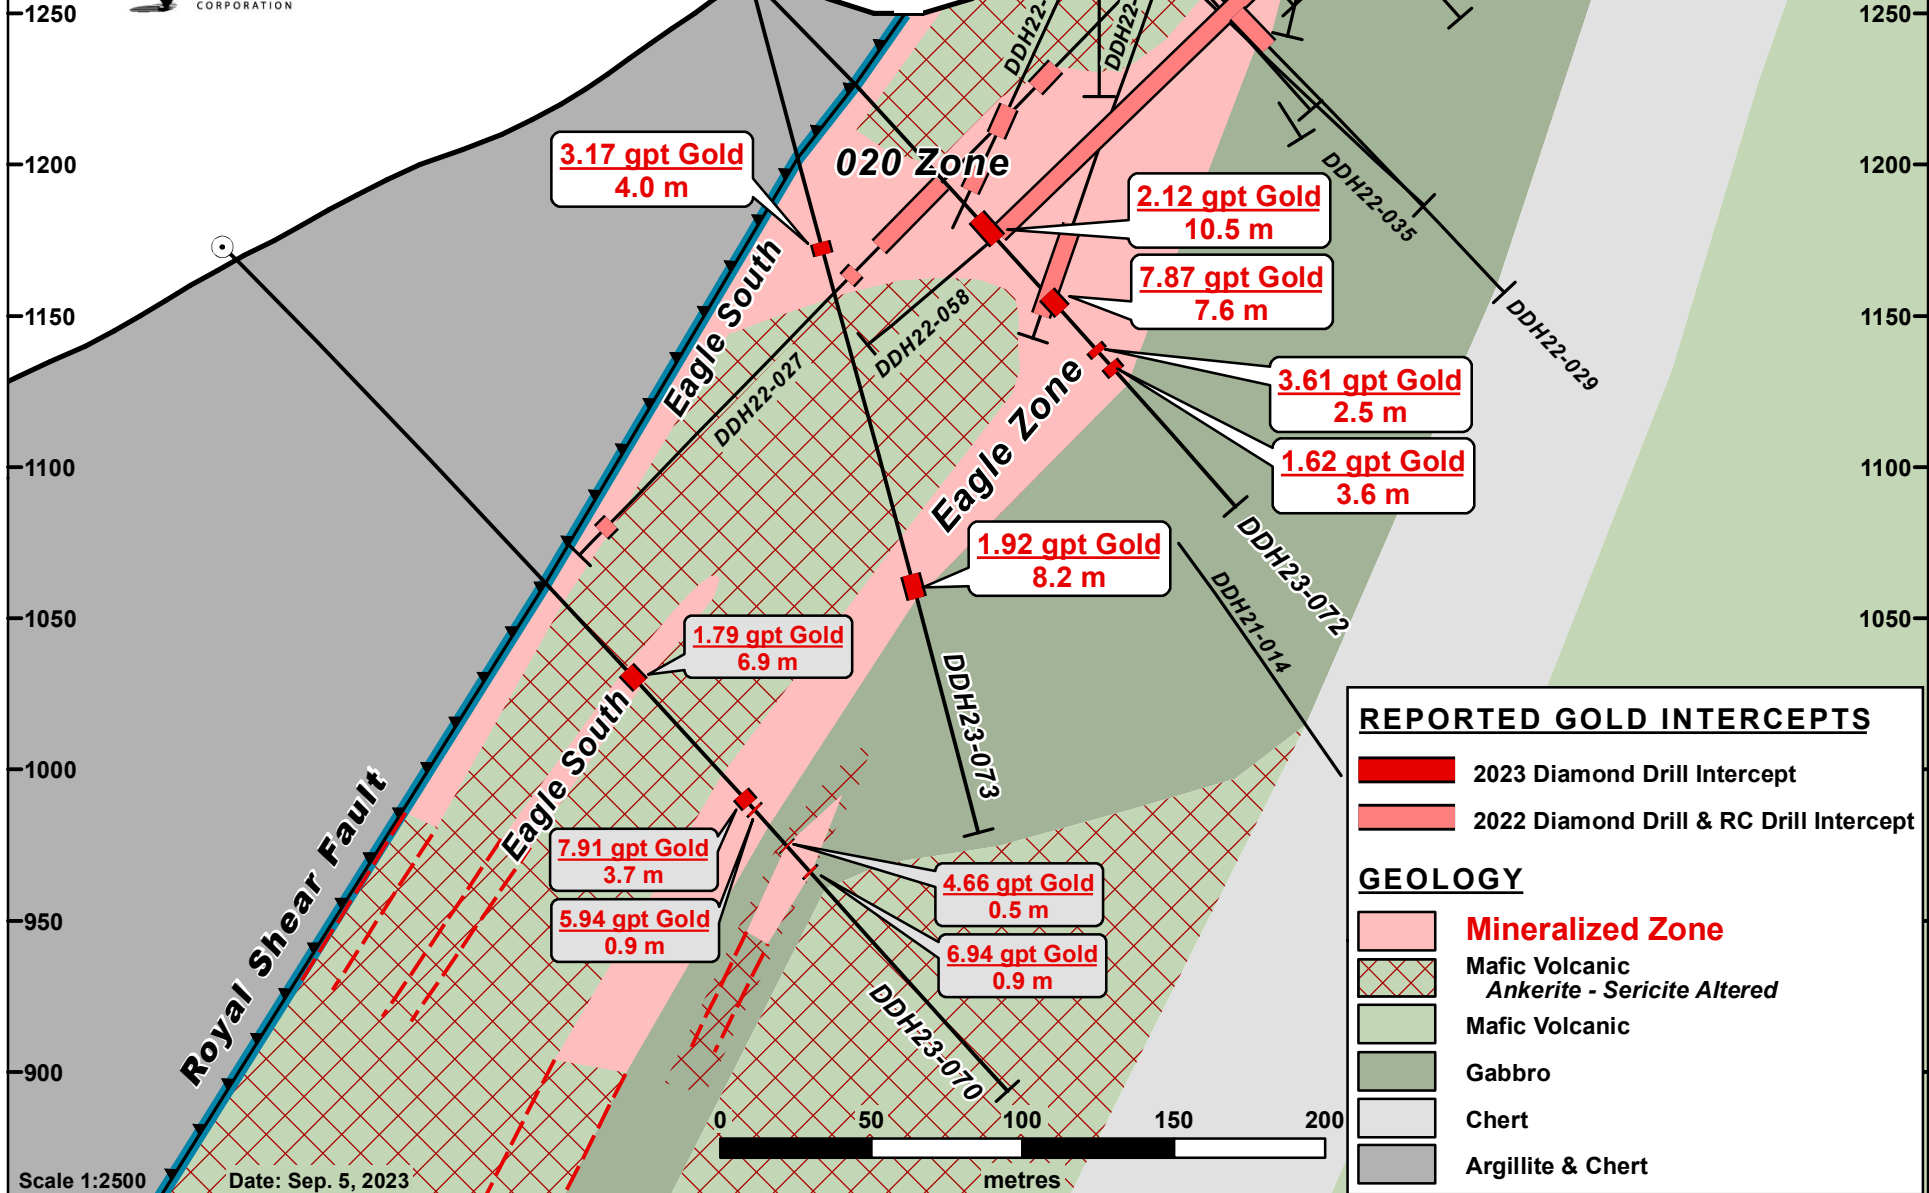 CORPORATION
1250
1250
DDH22-
DDH22-
3.17 gpt Gold
4.0 m
1200
020 Zone
1200
DDH22-035
2.12 gpt Gold
10.5 m
7.87 gpt Gold
7.6 m
Eagle South
1150
DDH22-058
1150
DDH22-029
DDH22-027
Eagle Zone
3.61 gpt Gold
2.5 m
1100
1.62 gpt Gold
3.6 m
1100
1.92 gpt Gold
8.2 m
DDH23-072
DDH21-014
1050
1.79 gpt Gold
6.9 m
1050
DDH23-073
Eagle South
1000
Royal Shear Fault
7.91 gpt Gold
3.7 m
5.94 gpt Gold
0.9 m
4.66 gpt Gold
0.5 m
6.94 gpt Gold
0.9 m
950
DDH23-070
900
REPORTED GOLD INTERCEPTS
2023 Diamond Drill Intercept
2022 Diamond Drill & RC Drill Intercept
GEOLOGY
Mineralized Zone
Mafic Volcanic
Ankerite - Sericite Altered
Mafic Volcanic
Gabbro
Chert
Argillite & Chert
0 50 100 150 200
metres
Scale 1:2500
Date: Sep. 5, 2023